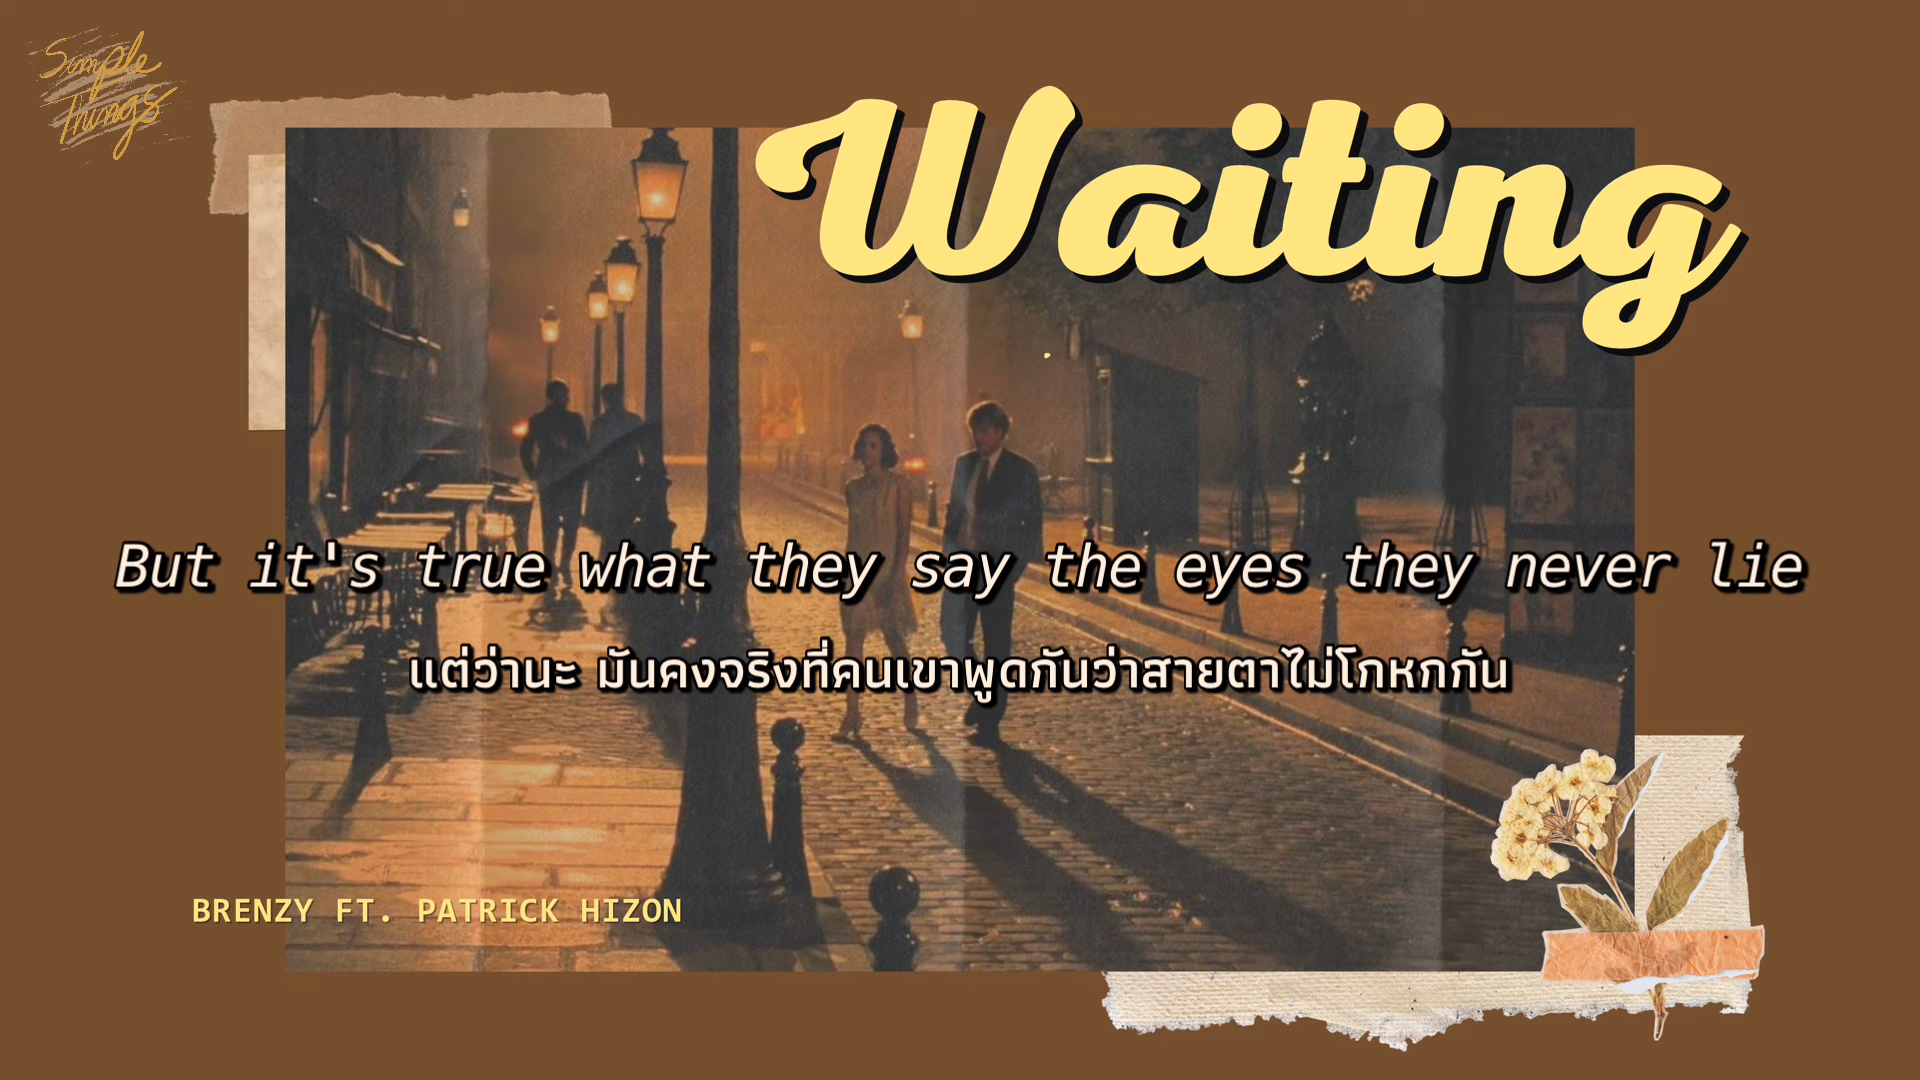 Simple
Things
Waiting
But it's true what they say the eyes they never lie
แต่ว่านะ มันคงจริงที่คนเขาพูดกันว่าสายตาไม่โกหกกัน
BRENZY FT. PATRICK HIZON